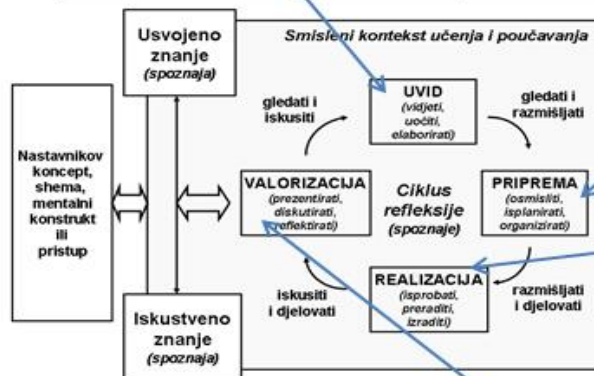 Usvojeno
znanje
(spoznaja)
Smisleni kontekst učenja i poučavanja
Nastavnikov
koncept,
shema,
mentalni
konstrukt
ili
pristup
gledati i
iskusiti
UVID
(vidjeti,
uočiti,
elaborirati)
gledati i
razmišljati
VALORIZACIJA
(prezentirati,
diskutirati,
reflektirati)
Ciklus
refleksije
(spoznaje)
PRIPREMA
(osmisliti,
isplanirati,
organizirati)
iskusiti
i djelovati
REALIZACIJA
(isprobati,
preraditi,
izraditi)
razmišljati
i djelovati
Iskustveno
znanje
(spoznaja)